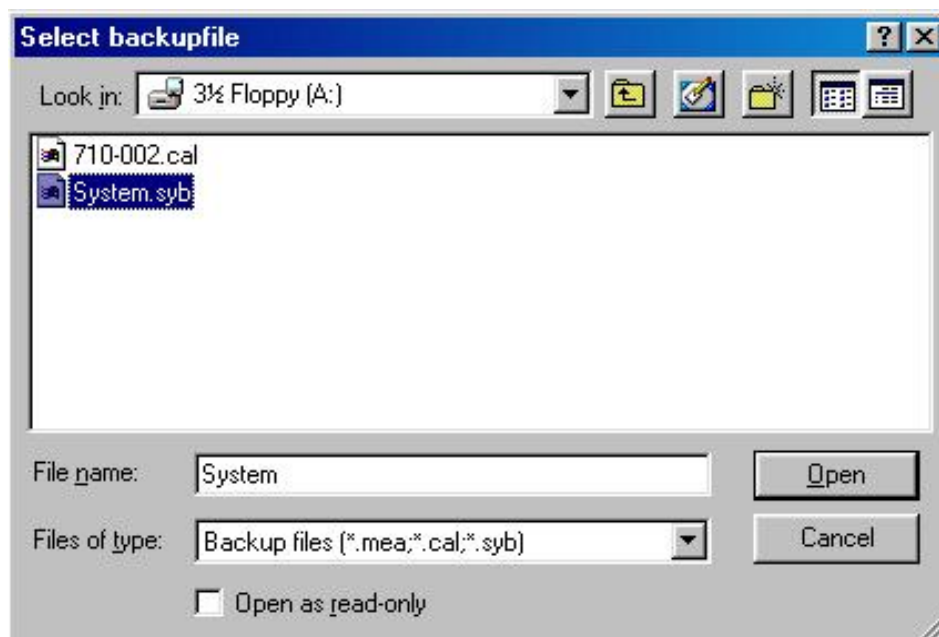 Select backupfile
Look in: 3½ Floppy (A:)
710-002.cal
System.syb
File name: System Open
Files of type: Backup files (*.mea;*.cal;*.syb) Cancel
Open as read-only